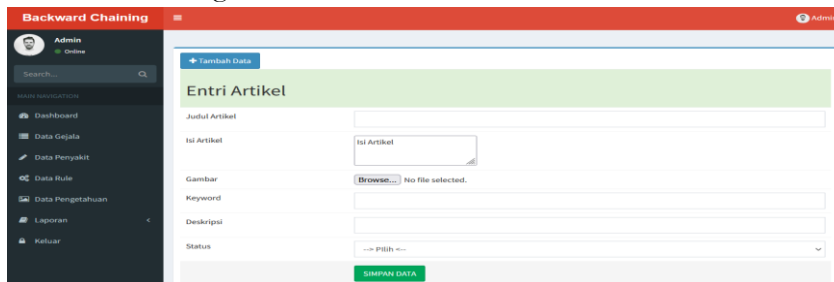 Backward Chaining
Admin
Admin
Online
Search...
MAIN NAVIGATION
Dashboard
Data Gejala
Data Penyakit
Data Rule
Data Pengetahuan
Laporan
Keluar
Tambah Data
Entri Artikel
Judul Artikel
Isi Artikel
Isi Artikel
Gambar
Browse... No file selected.
Keyword
Deskripsi
Status
--> Pilih <--
SIMPAN DATA